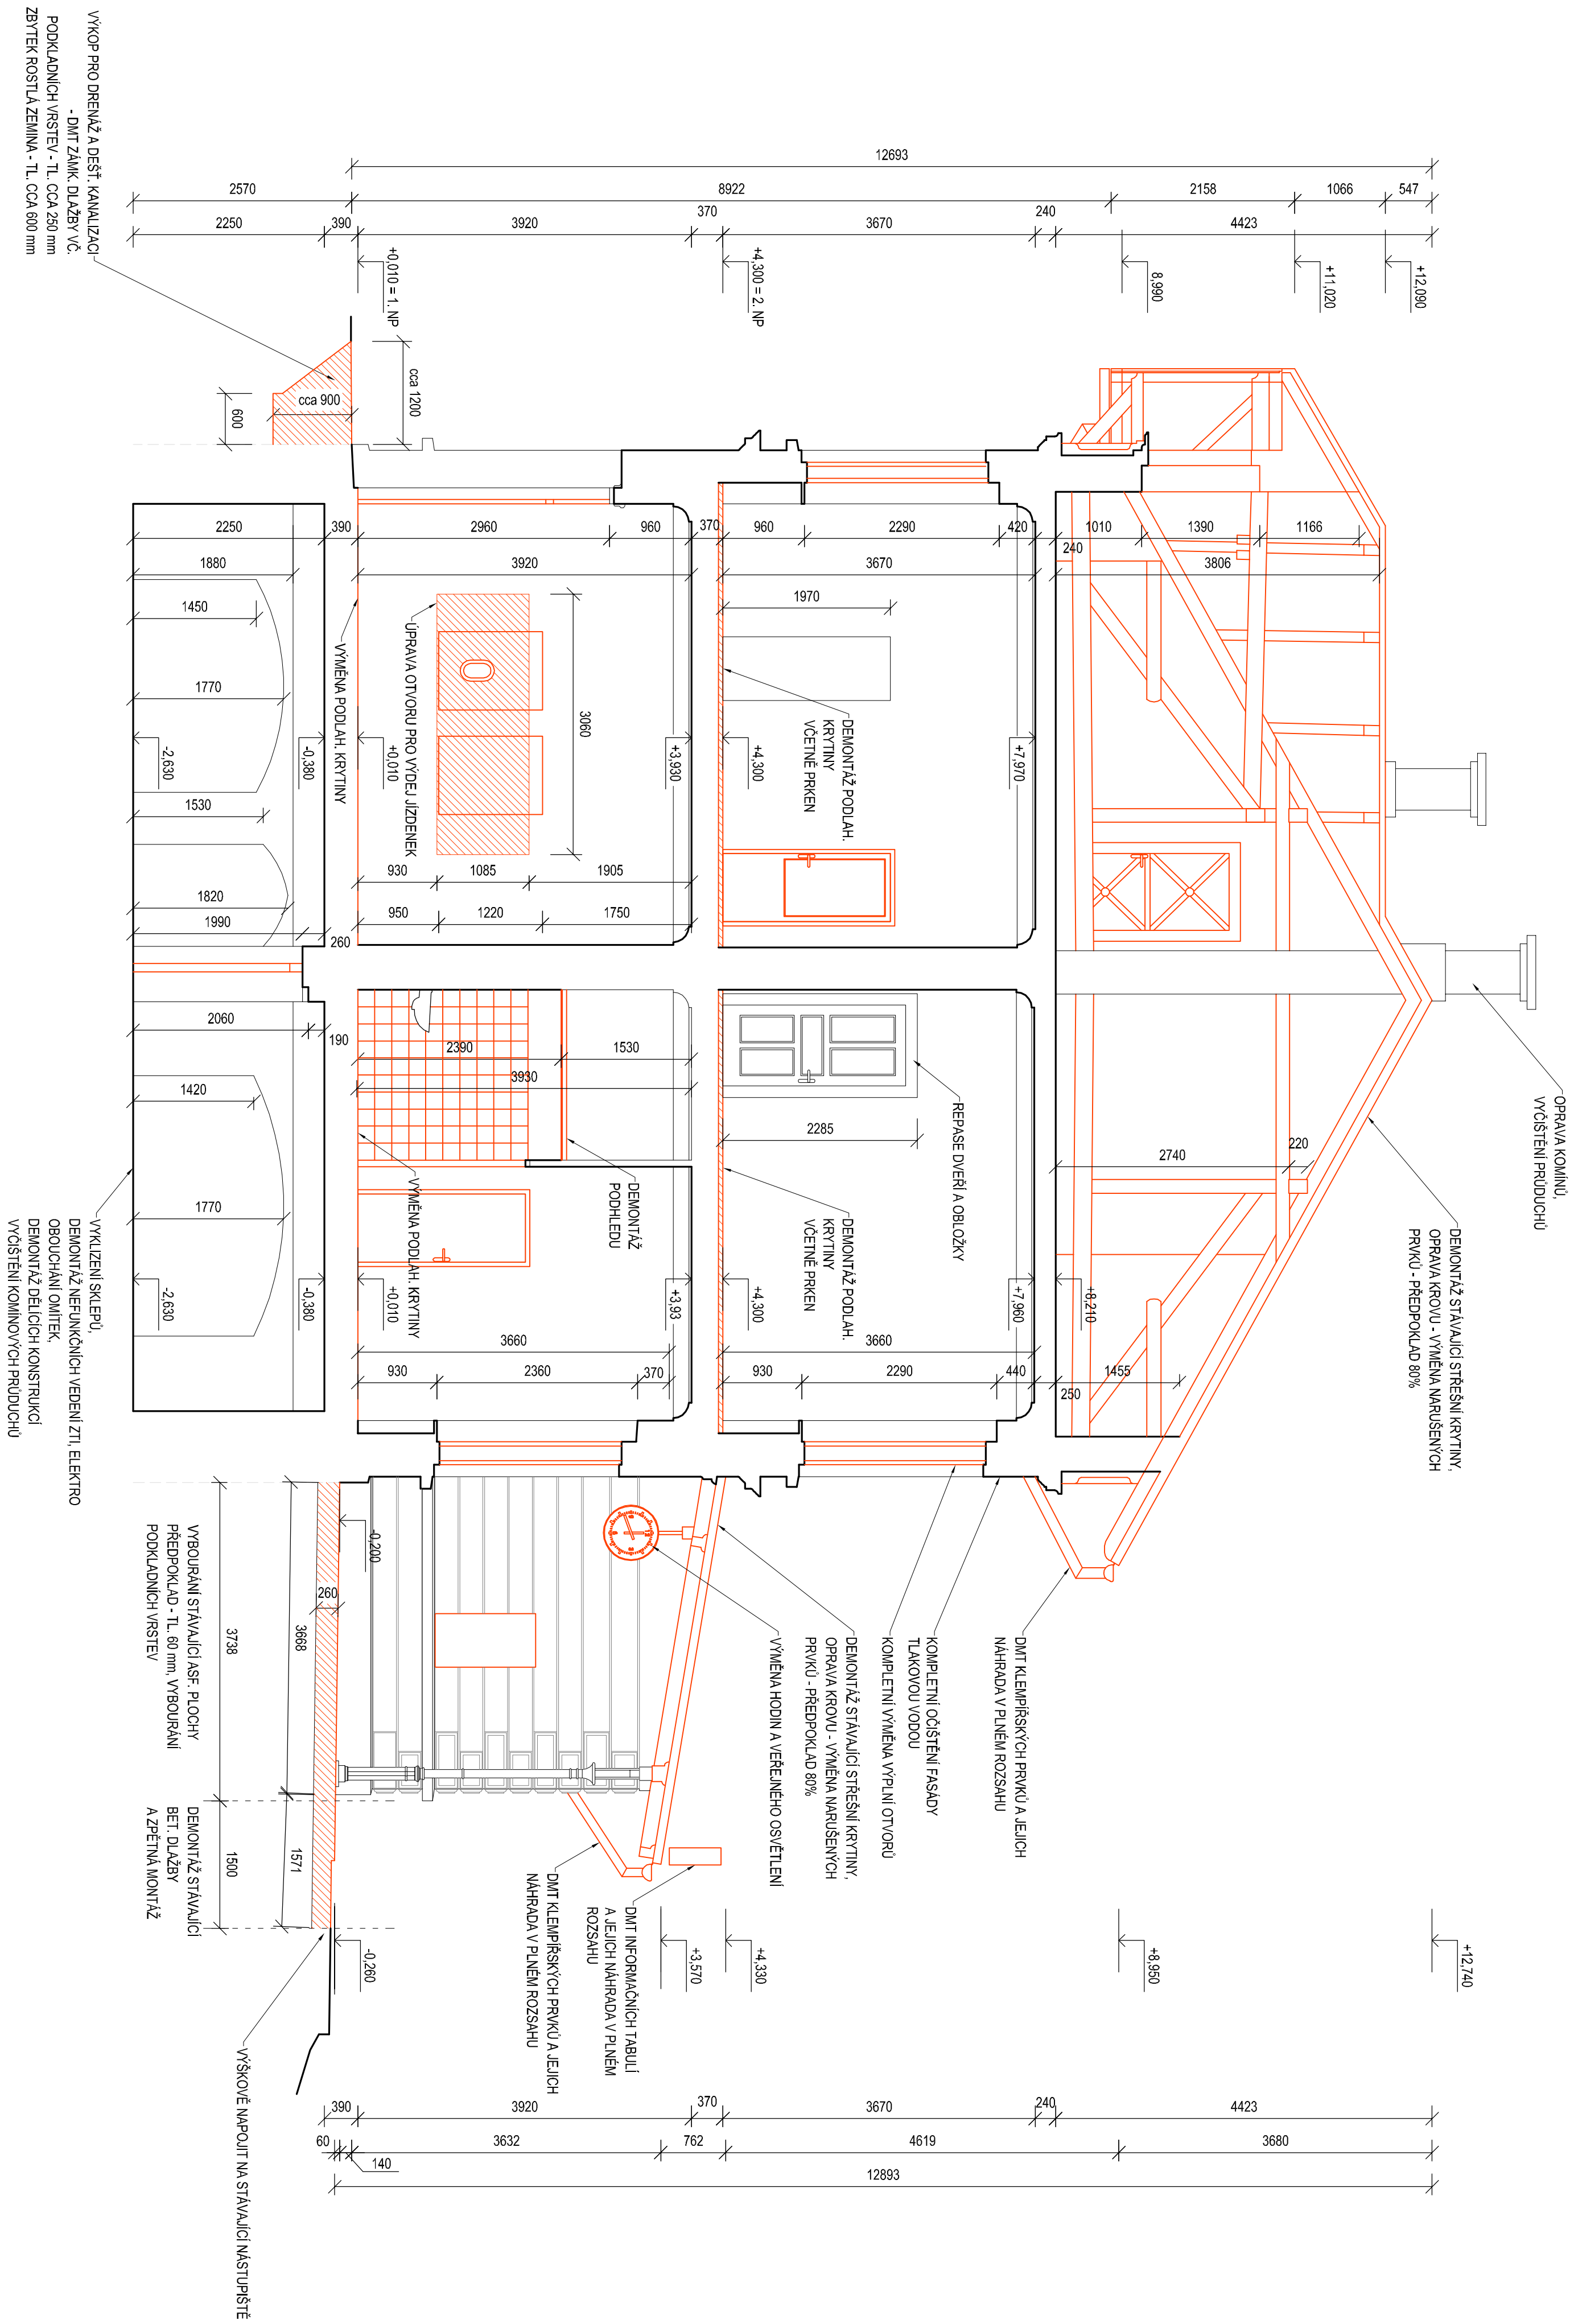 VÝKOP PRO DRENÁŽ A DEŠŤ. KANALIZACI
- DMT ZÁMK. DLAŽBY VČ.
PODKLADNÍCH VRSTEV - TL. CCA 250 mm
ZBYTEK ROSTLÁ ZEMINA - TL. CCA 600 mm
12693
2570
8922
2158
1066
547
2250
390
3920
370
3670
240
4423
+0,010 = 1. NP
+4,300 = 2. NP
8,990
+11,020
+12,090
cca 1200
cca 900
600
2250
390
2960
960
370
960
2290
420
240
1010
1390
1166
1880
3920
3670
3806
1450
1970
3060
1770
VÝMĚNA PODLAH. KRYTINY
ÚPRAVA OTVORU PRO VÝDEJ JÍZDENEK
DEMONTÁŽ PODLAH.
KRYTINY
VČETNĚ PRKEN
-2,630
-0,380
+0,010
+3,930
+4,300
+7,970
1530
1820
930
1085
1905
1990
260
950
1220
1750
2060
190
2390
1530
3930
1420
2285
2740
220
1770
REPASE DVEŘÍ A OBLOŽKY
DEMONTÁŽ
PODHLEDU
VÝMĚNA PODLAH. KRYTINY
DEMONTÁŽ PODLAH.
KRYTINY
VČETNĚ PRKEN
-2,630
-0,380
+0,010
+3,93
+4,300
+7,960
+8,210
3660
3660
930
2360
370
930
2290
440
250
1455
OPRAVA KOMÍNŮ,
VYČIŠTĚNÍ PRŮDUCHŮ
DEMONTÁŽ STÁVAJÍCÍ STŘEŠNÍ KRYTINY,
OPRAVA KROVU - VÝMĚNA NARUŠENÝCH
PRVKŮ - PŘEDPOKLAD 80%
VYKLIZENÍ SKLEPŮ,
DEMONTÁŽ NEFUNKČNÍCH VEDENÍ ZTI, ELEKTRO
OBOUCHÁNÍ OMÍTEK,
DEMONTÁŽ DĚLÍCÍCH KONSTRUKCÍ
VYČIŠTĚNÍ KOMÍNOVÝCH PRŮDUCHŮ
-0,200
260
3668
3738
1571
1500
VYBOURÁNÍ STÁVAJÍCÍ ASF. PLOCHY
PŘEDPOKLAD - TL. 60 mm, VYBOURÁNÍ
PODKLADNÍCH VRSTEV
DEMONTÁŽ STÁVAJÍCÍ
BET. DLAŽBY
A ZPĚTNÁ MONTÁŽ
DMT KLEMPÍŘSKÝCH PRVKŮ A JEJICH
NÁHRADA V PLNÉM ROZSAHU
KOMPLETNÍ OČIŠTĚNÍ FASÁDY
TLAKOVOU VODOU
KOMPLETNÍ VÝMĚNA VÝPLNÍ OTVORŮ
DEMONTÁŽ STÁVAJÍCÍ STŘEŠNÍ KRYTINY,
OPRAVA KROVU - VÝMĚNA NARUŠENÝCH
PRVKŮ - PŘEDPOKLAD 80%
VÝMĚNA HODIN A VEŘEJNÉHO OSVĚTLENÍ
DMT INFORMAČNÍCH TABULÍ
A JEJICH NÁHRADA V PLNÉM
ROZSAHU
DMT KLEMPÍŘSKÝCH PRVKŮ A JEJICH
NÁHRADA V PLNÉM ROZSAHU
-0,260
+3,570
+4,330
+8,950
+12,740
VÝŠKOVĚ NAPOJIT NA STÁVAJÍCÍ NÁSTUPIŠTĚ
390
3920
370
3670
240
4423
60
140
3632
762
4619
3680
12893